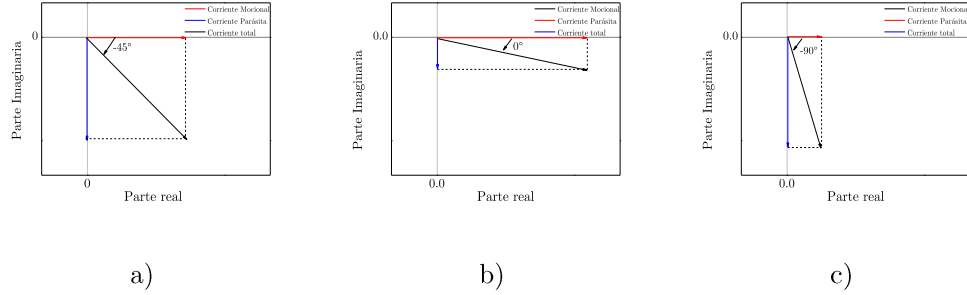 Corriente Mocional
Corriente Parásita
Corriente total
0
-45°
Parte Imaginaria
0
Parte real
a)
Corriente Mocional
Corriente Parásita
Corriente total
0.0
0°
Parte Imaginaria
0.0
Parte real
b)
Corriente Mocional
Corriente Parásita
Corriente total
0.0
-90°
Parte Imaginaria
0.0
Parte real
c)